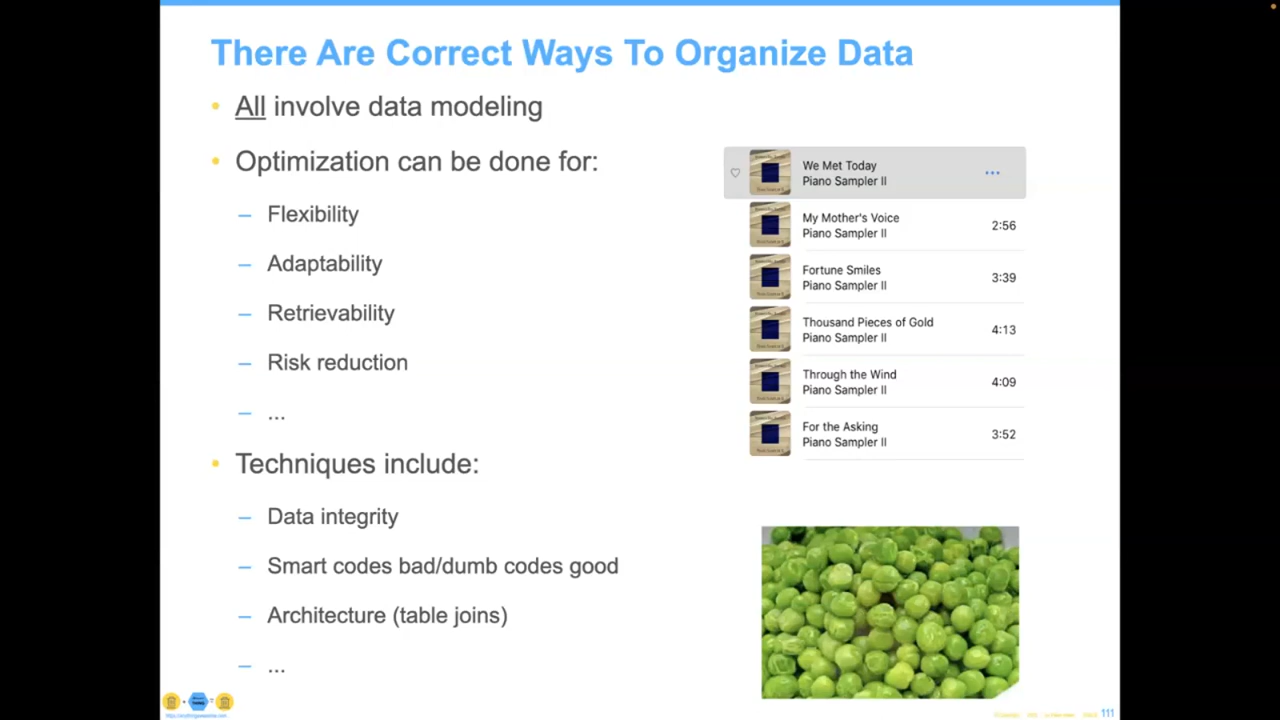 There Are Correct Ways To Organize Data
• All involve data modeling
• Optimization can be done for:
– Flexibility
– Adaptability
– Retrievability
– Risk reduction
– ...
• Techniques include:
– Data integrity
– Smart codes bad/dumb codes good
– Architecture (table joins)
– ...
We Met Today
Piano Sampler II
My Mother's Voice
Piano Sampler II
2:56
Fortune Smiles
Piano Sampler II
3:39
Thousand Pieces of Gold
Piano Sampler II
4:13
Through the Wind
Piano Sampler II
4:09
For the Asking
Piano Sampler II
3:52
111